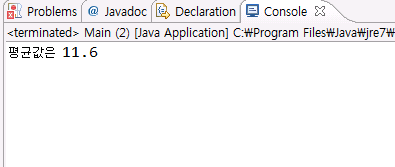 Problems @ Javadoc Declaration Console
<terminated> Main (2) [Java Application] C:₩Program Files₩Java₩jre7₩
평균값은 11.6